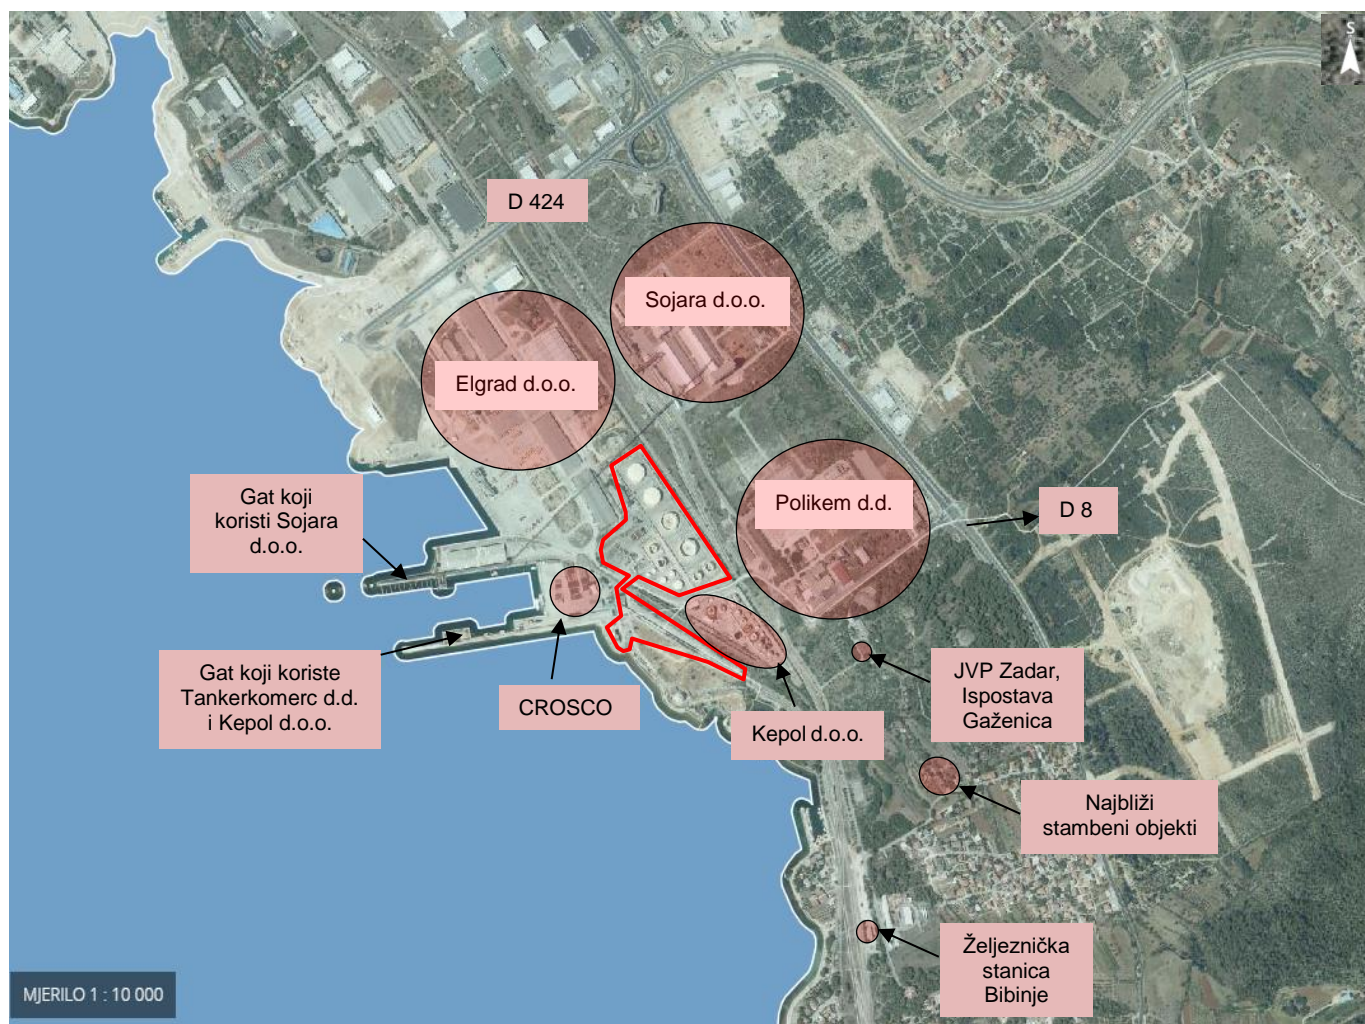 S
D 424
Sojara d.o.o.
Elgrad d.o.o.
Polikem d.d.
Gat koji
koristi Sojara
d.o.o.
D 8
Gat koji koriste
Tankerkomerc d.d.
i Kepol d.o.o.
CROSCO
Kepol d.o.o.
JVP Zadar,
Ispostava
Gaženica
Najbliži
stambeni objekti
Željeznička
stanica
Bibinje
MJERILO 1 : 10 000